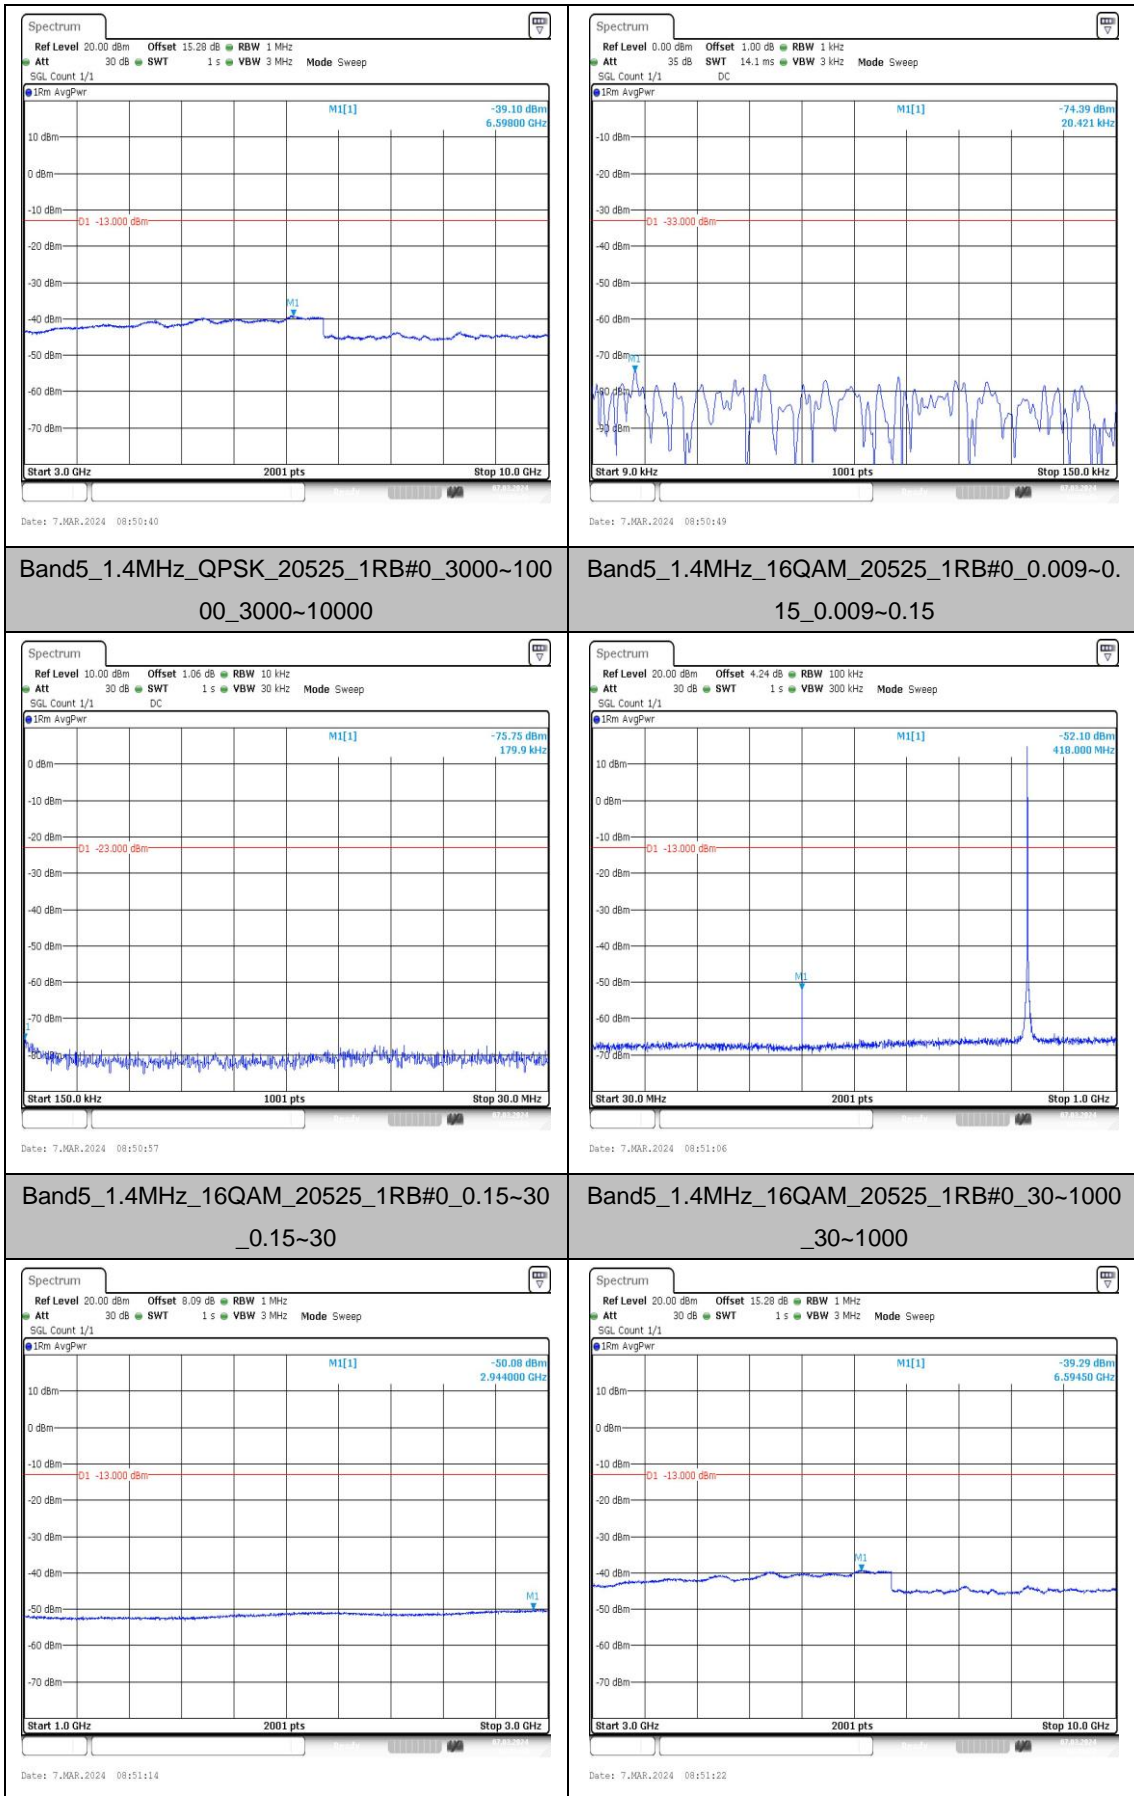 Spectrum
Ref Level 20.00 dBm Offset 15.28 dB RBW 1 MHz
Att 30 dB SWT 1 s VBW 3 MHz Mode Sweep
SGL Count 1/1
1Rm AvgPwr
M1[1] -39.10 dBm
6.59800 GHz
10 dBm
0 dBm
-10 dBm
D1 -13.000 dBm
-20 dBm
-30 dBm
M1
-40 dBm
-50 dBm
-60 dBm
-70 dBm
Start 3.0 GHz 2001 pts Stop 10.0 GHz
Date: 7.MAR.2024 08:50:40
Spectrum
Ref Level 0.00 dBm Offset 1.00 dB RBW 1 kHz
Att 35 dB SWT 14.1 ms VBW 3 kHz Mode Sweep
SGL Count 1/1 DC
1Rm AvgPwr
M1[1] -74.39 dBm
20.421 kHz
-10 dBm
-20 dBm
-30 dBm
D1 -33.000 dBm
-40 dBm
-50 dBm
-60 dBm
-70 dBm
M1
-80 dBm
-90 dBm
Start 9.0 kHz 1001 pts Stop 150.0 kHz
Date: 7.MAR.2024 08:50:49
Band5_1.4MHz_QPSK_20525_1RB#0_3000~100
00_3000~10000
Band5_1.4MHz_16QAM_20525_1RB#0_0.009~0.
15_0.009~0.15
Spectrum
Ref Level 10.00 dBm Offset 1.06 dB RBW 10 kHz
Att 30 dB SWT 1 s VBW 30 kHz Mode Sweep
SGL Count 1/1 DC
1Rm AvgPwr
M1[1] -75.75 dBm
179.9 kHz
0 dBm
-10 dBm
-20 dBm
D1 -23.000 dBm
-30 dBm
-40 dBm
-50 dBm
-60 dBm
-70 dBm
-80 dBm
Start 150.0 kHz 1001 pts Stop 30.0 MHz
Date: 7.MAR.2024 08:50:57
Spectrum
Ref Level 20.00 dBm Offset 4.24 dB RBW 100 kHz
Att 30 dB SWT 1 s VBW 300 kHz Mode Sweep
SGL Count 1/1
1Rm AvgPwr
M1[1] -52.10 dBm
418.000 MHz
10 dBm
0 dBm
-10 dBm
D1 -13.000 dBm
-20 dBm
-30 dBm
-40 dBm
-50 dBm
M1
-60 dBm
-70 dBm
Start 30.0 MHz 2001 pts Stop 1.0 GHz
Date: 7.MAR.2024 08:51:06
Band5_1.4MHz_16QAM_20525_1RB#0_0.15~30
_0.15~30
Band5_1.4MHz_16QAM_20525_1RB#0_30~1000
_30~1000
Spectrum
Ref Level 20.00 dBm Offset 8.09 dB RBW 1 MHz
Att 30 dB SWT 1 s VBW 3 MHz Mode Sweep
SGL Count 1/1
1Rm AvgPwr
M1[1] -50.08 dBm
2.944000 GHz
10 dBm
0 dBm
-10 dBm
D1 -13.000 dBm
-20 dBm
-30 dBm
-40 dBm
M1
-50 dBm
-60 dBm
-70 dBm
Start 1.0 GHz 2001 pts Stop 3.0 GHz
Date: 7.MAR.2024 08:51:14
Spectrum
Ref Level 20.00 dBm Offset 15.28 dB RBW 1 MHz
Att 30 dB SWT 1 s VBW 3 MHz Mode Sweep
SGL Count 1/1
1Rm AvgPwr
M1[1] -39.29 dBm
6.59450 GHz
10 dBm
0 dBm
-10 dBm
D1 -13.000 dBm
-20 dBm
-30 dBm
M1
-40 dBm
-50 dBm
-60 dBm
-70 dBm
Start 3.0 GHz 2001 pts Stop 10.0 GHz
Date: 7.MAR.2024 08:51:22